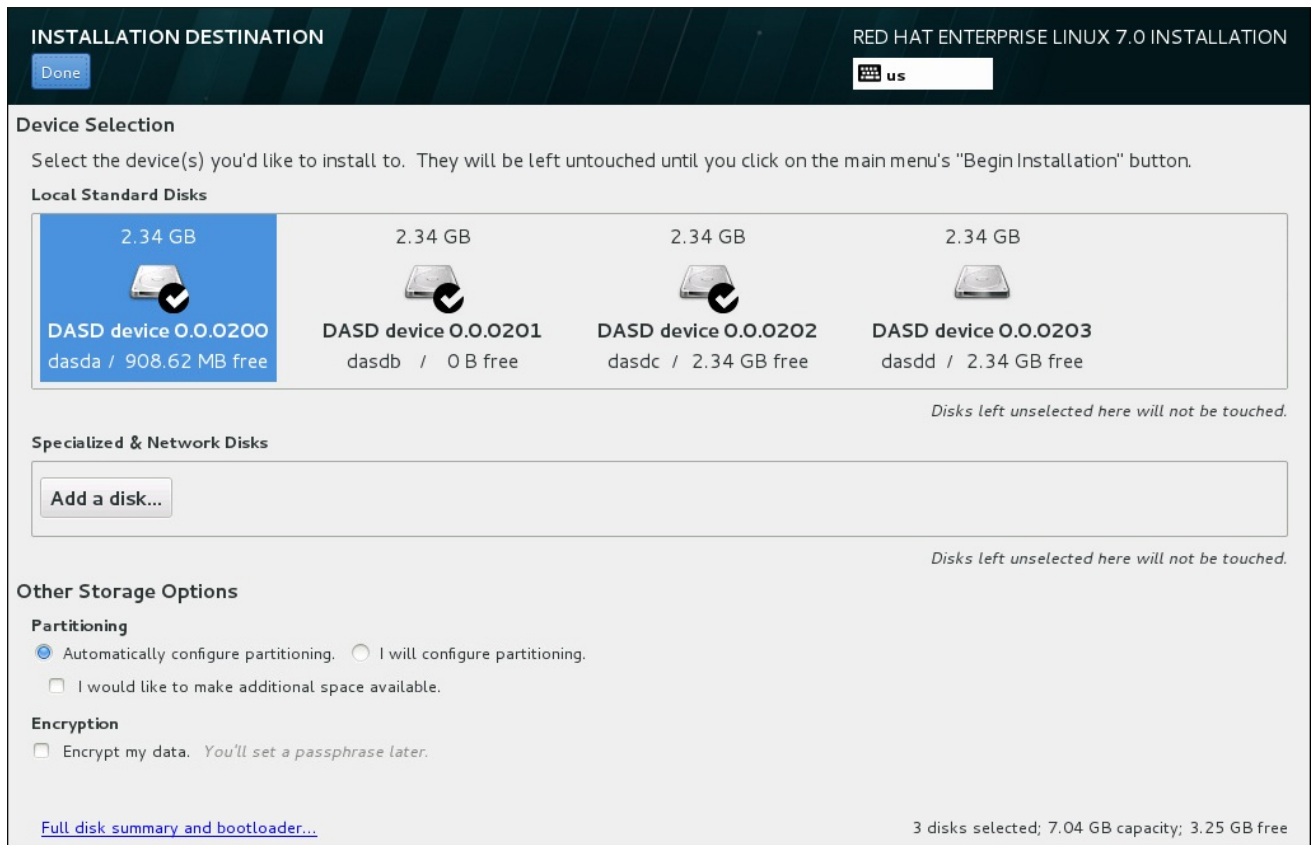 INSTALLATION DESTINATION
RED HAT ENTERPRISE LINUX 7.0 INSTALLATION
Done
us
Device Selection
Select the device(s) you'd like to install to. They will be left untouched until you click on the main menu's "Begin Installation" button.
Local Standard Disks
2.34 GB
DASD device 0.0.0200
dasda / 908.62 MB free
2.34 GB
DASD device 0.0.0201
dasdb / 0 B free
2.34 GB
DASD device 0.0.0202
dasdc / 2.34 GB free
2.34 GB
DASD device 0.0.0203
dasdd / 2.34 GB free
Disks left unselected here will not be touched.
Specialized & Network Disks
Add a disk...
Disks left unselected here will not be touched.
Other Storage Options
Partitioning
Automatically configure partitioning. I will configure partitioning.
I would like to make additional space available.
Encryption
Encrypt my data. You'll set a passphrase later.
Full disk summary and bootloader...
3 disks selected; 7.04 GB capacity; 3.25 GB free